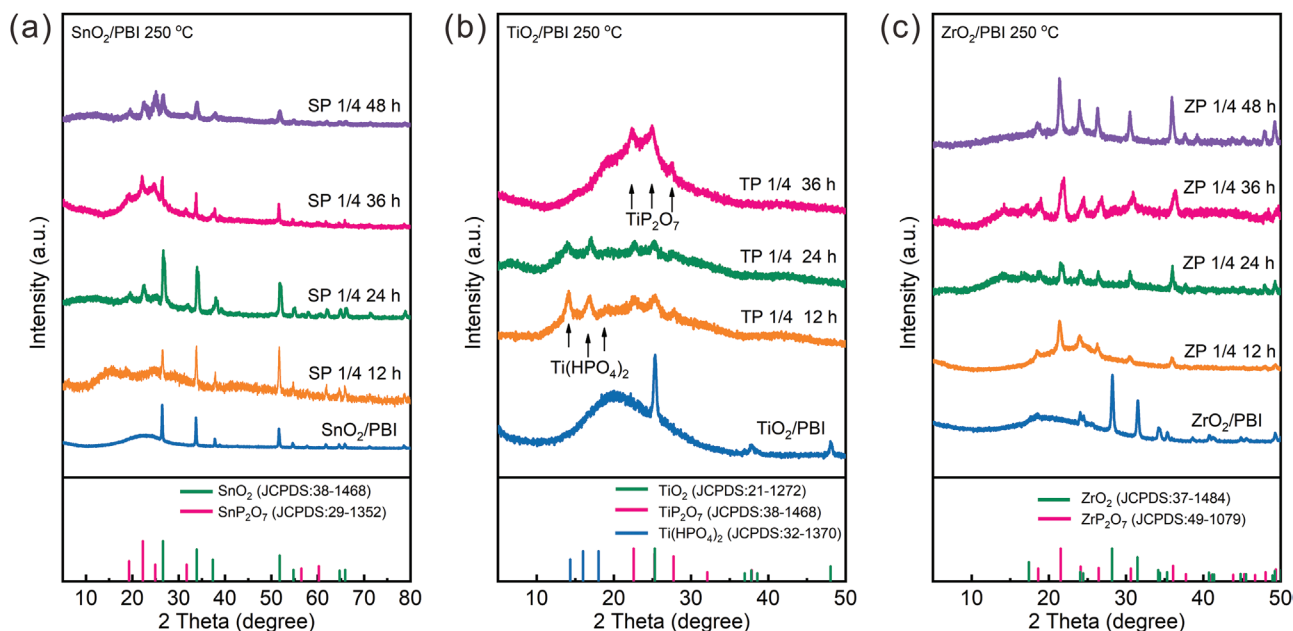 (a)
SnO₂/PBI 250 °C
SP 1/4 48 h
SP 1/4 36 h
SP 1/4 24 h
SP 1/4 12 h
SnO₂/PBI
SnO₂ (JCPDS:38-1468)
SnP₂O₇ (JCPDS:29-1352)
Intensity (a.u.)
10 20 30 40 50 60 70 80
2 Theta (degree)
(b)
TiO₂/PBI 250 °C
TP 1/4 36 h
TiP₂O₇
TP 1/4 24 h
TP 1/4 12 h
Ti(HPO₄)₂
TiO₂/PBI
TiO₂ (JCPDS:21-1272)
TiP₂O₇ (JCPDS:38-1468)
Ti(HPO₄)₂ (JCPDS:32-1370)
Intensity (a.u.)
10 20 30 40 50
2 Theta (degree)
(c)
ZrO₂/PBI 250 °C
ZP 1/4 48 h
ZP 1/4 36 h
ZP 1/4 24 h
ZP 1/4 12 h
ZrO₂/PBI
ZrO₂ (JCPDS:37-1484)
ZrP₂O₇ (JCPDS:49-1079)
Intensity (a.u.)
10 20 30 40 50
2 Theta (degree)